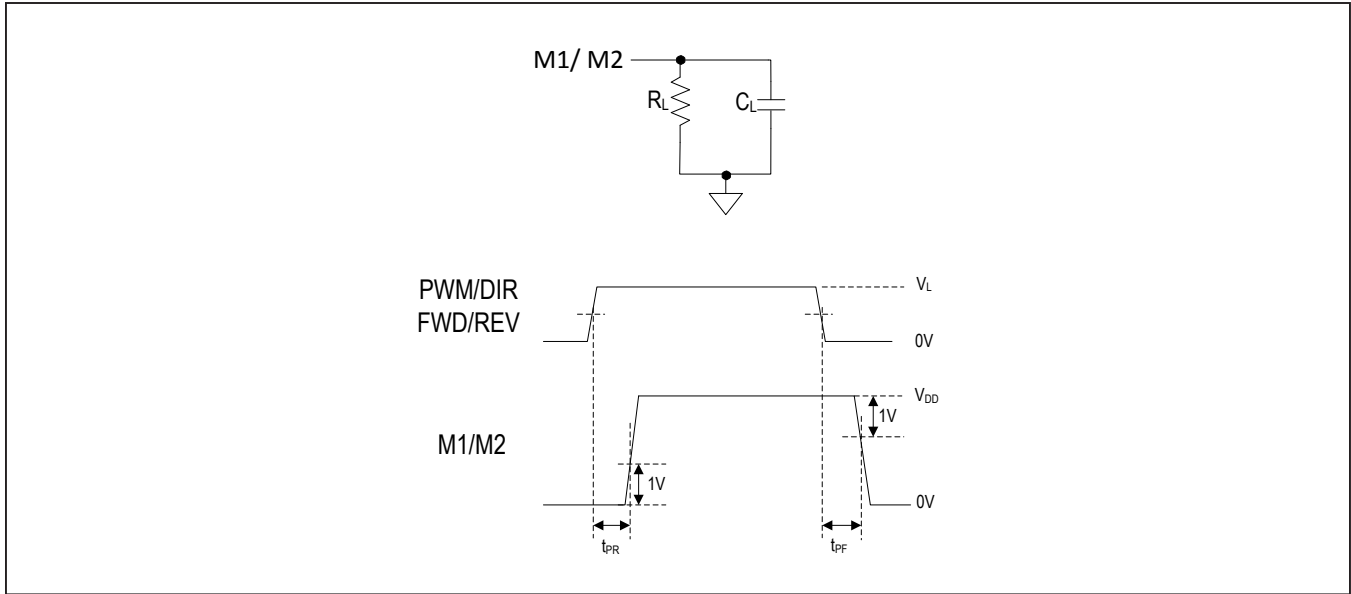 M1/ M2
RL
CL
PWM/DIR
FWD/REV
VL
0V
VDD
1V
M1/M2
1V
0V
tPR
tPF